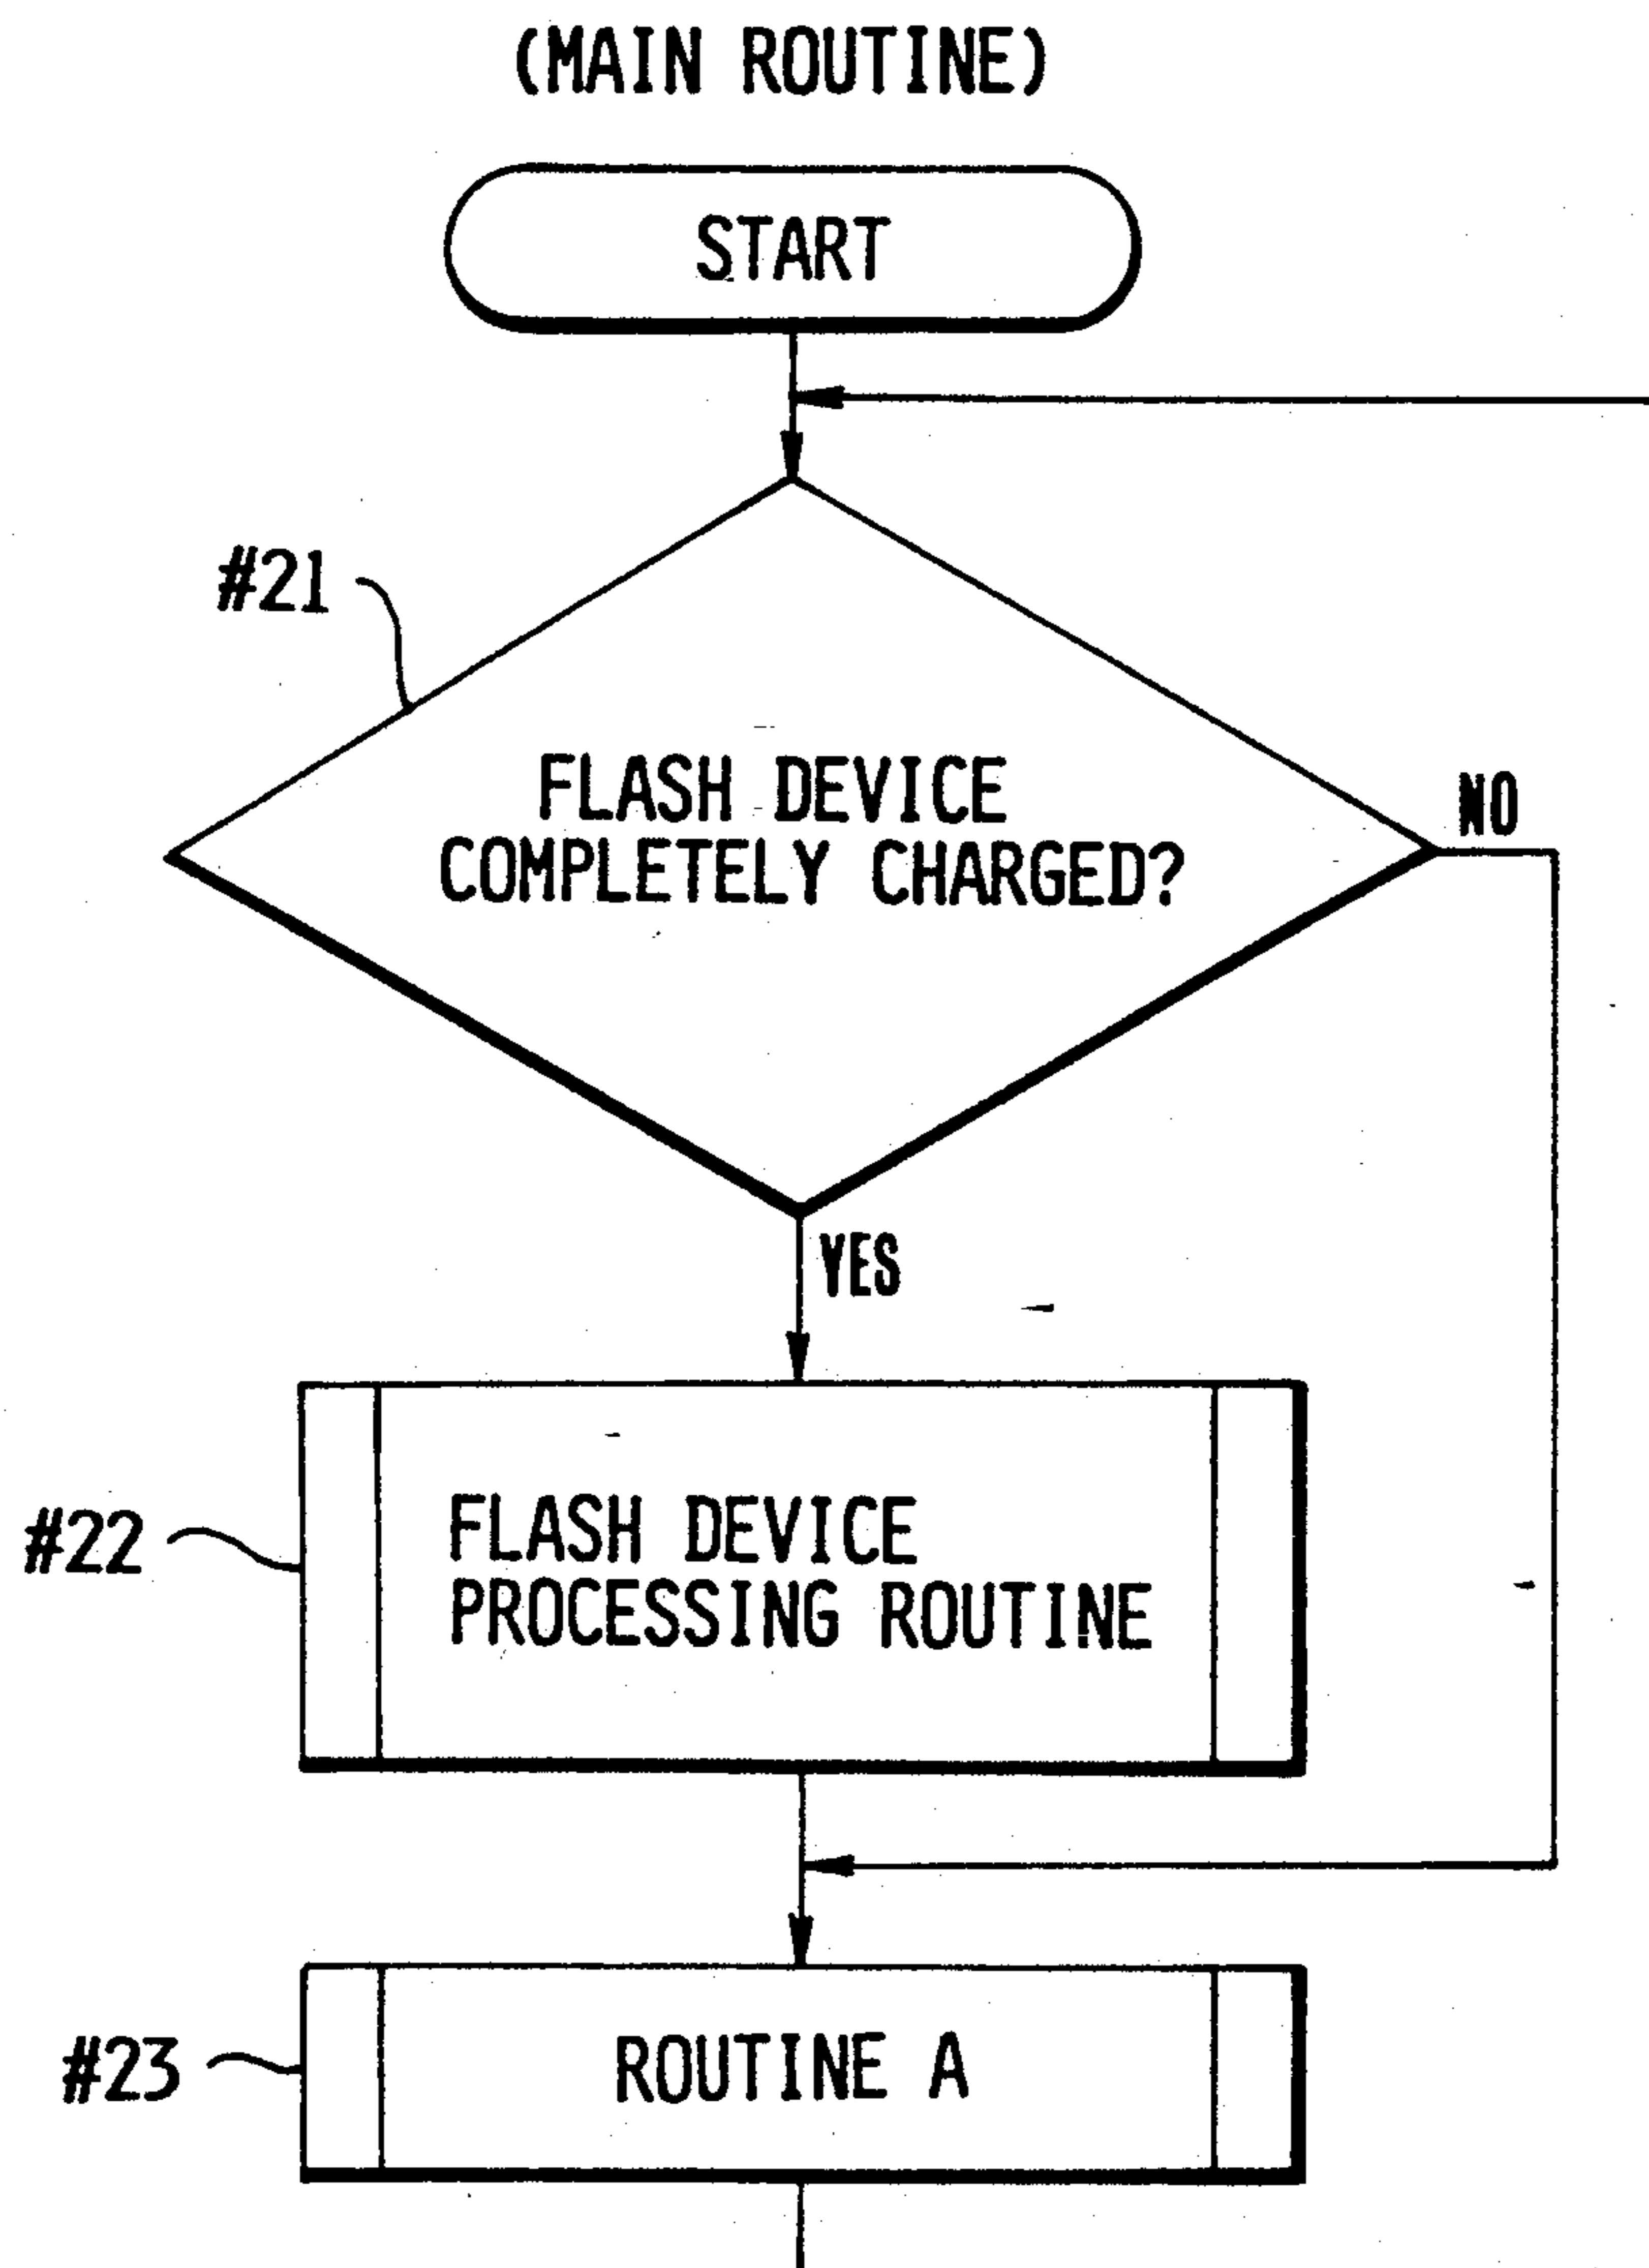 (MAIN ROUTINE)
START
#21
FLASH DEVICE
COMPLETELY CHARGED?
NO
YES
#22
FLASH DEVICE
PROCESSING ROUTINE
#23
ROUTINE A